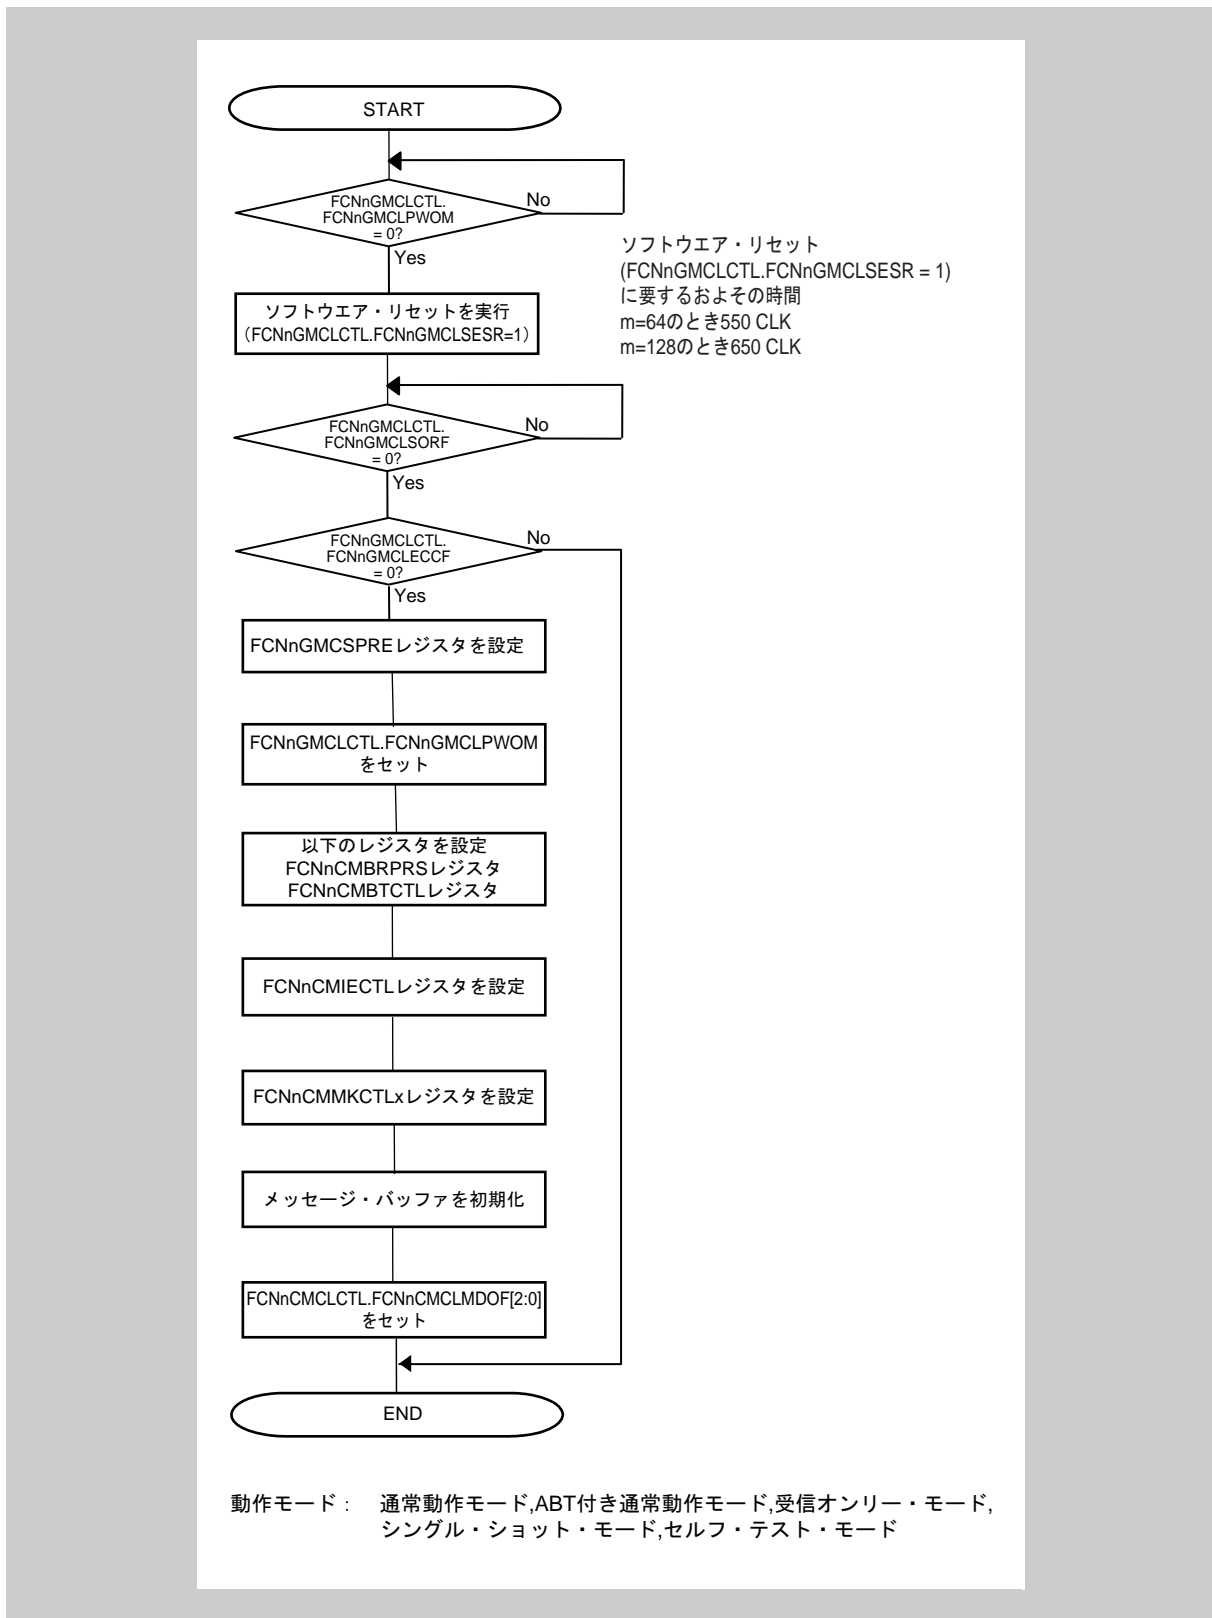 START
FCNnGMCLCTL.
FCNnGMCLPWOM
= 0?
No
Yes
ソフトウエア・リセットを実行
（FCNnGMCLCTL.FCNnGMCLSESR=1）
ソフトウエア・リセット
(FCNnGMCLCTL.FCNnGMCLSESR = 1)
に要するおよその時間
m=64のとき550 CLK
m=128のとき650 CLK
FCNnGMCLCTL.
FCNnGMCLSORF
= 0?
No
Yes
FCNnGMCLCTL.
FCNnGMCLECCF
= 0?
No
Yes
FCNnGMCSPREレジスタを設定
FCNnGMCLCTL.FCNnGMCLPWOM
をセット
以下のレジスタを設定
FCNnCMBRPRSレジスタ
FCNnCMBTCTLレジスタ
FCNnCMIECTLレジスタを設定
FCNnCMMKCTLxレジスタを設定
メッセージ・バッファを初期化
FCNnCMCLCTL.FCNnCMCLMDOF[2:0]
をセット
END
動作モード： 通常動作モード,ABT付き通常動作モード,受信オンリー・モード,
シングル・ショット・モード,セルフ・テスト・モード